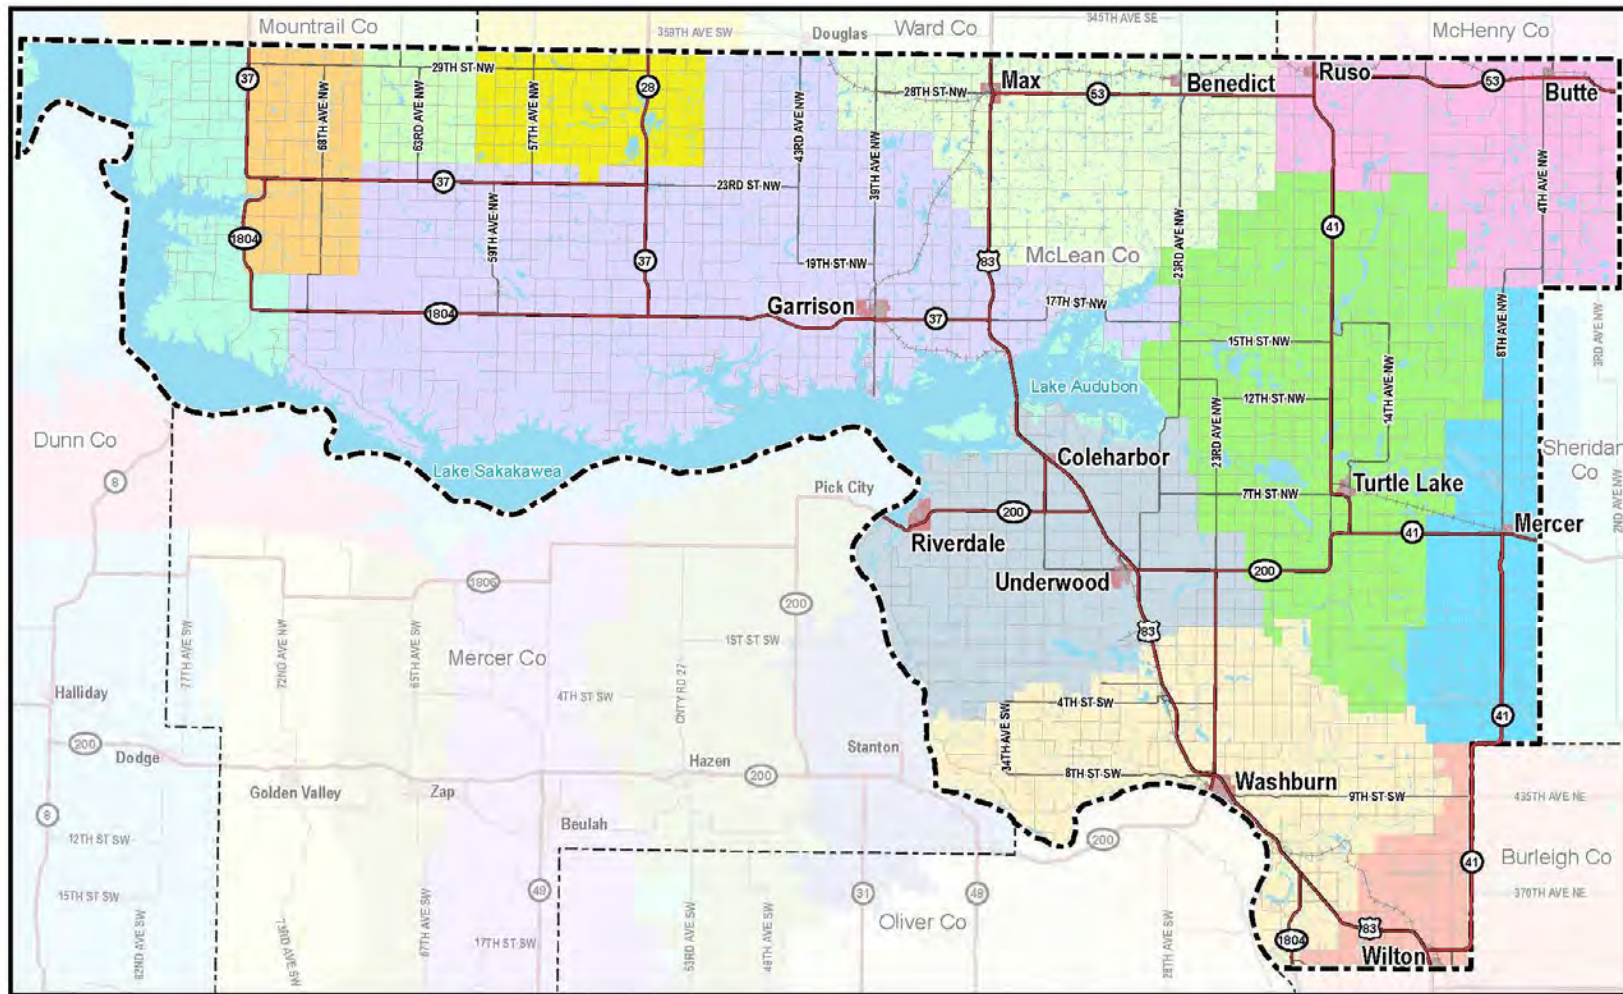 Mountrail Co
Ward Co
McHenry Co
359TH AVE SW
Douglas
345TH AVE SE
29TH ST NW
37
68TH AVE NW
63RD AVE NW
57TH AVE NW
28
43RD AVE NW
28TH ST NW
39TH AVE NW
Max
53
Benedict
Ruso
53
Butte
37
23RD ST NW
4TH AVE NW
1804
59TH AVE NW
37
19TH ST NW
83
McLean Co
23RD AVE NW
41
Garrison
1804
37
17TH ST NW
15TH ST NW
8TH AVE NW
3RD AVE NW
Lake Audubon
12TH ST NW
14TH AVE NW
23RD AVE NW
Dunn Co
8
Lake Sakakawea
Pick City
Coleharbor
7TH ST NW
Turtle Lake
Sheridan
Co
2ND AVE NW
200
Riverdale
41
Mercer
Underwood
200
1806
200
83
77TH AVE SW
72ND AVE NW
65TH AVE SW
Mercer Co
1ST ST SW
CNTY RD 27
4TH ST SW
Halliday
200
Dodge
Golden Valley
Zap
Hazen
200
Stanton
34TH AVE SW
4TH ST SW
8TH ST SW
41
Washburn
9TH ST SW
435TH AVE NE
8
12TH ST SW
Beulah
200
15TH ST SW
82ND AVE SW
73RD AVE SW
67TH AVE SW
49
17TH ST SW
53RD AVE SW
48TH AVE SW
31
48
Oliver Co
28TH AVE SW
41
Burleigh Co
370TH AVE NE
1804
83
Wilton